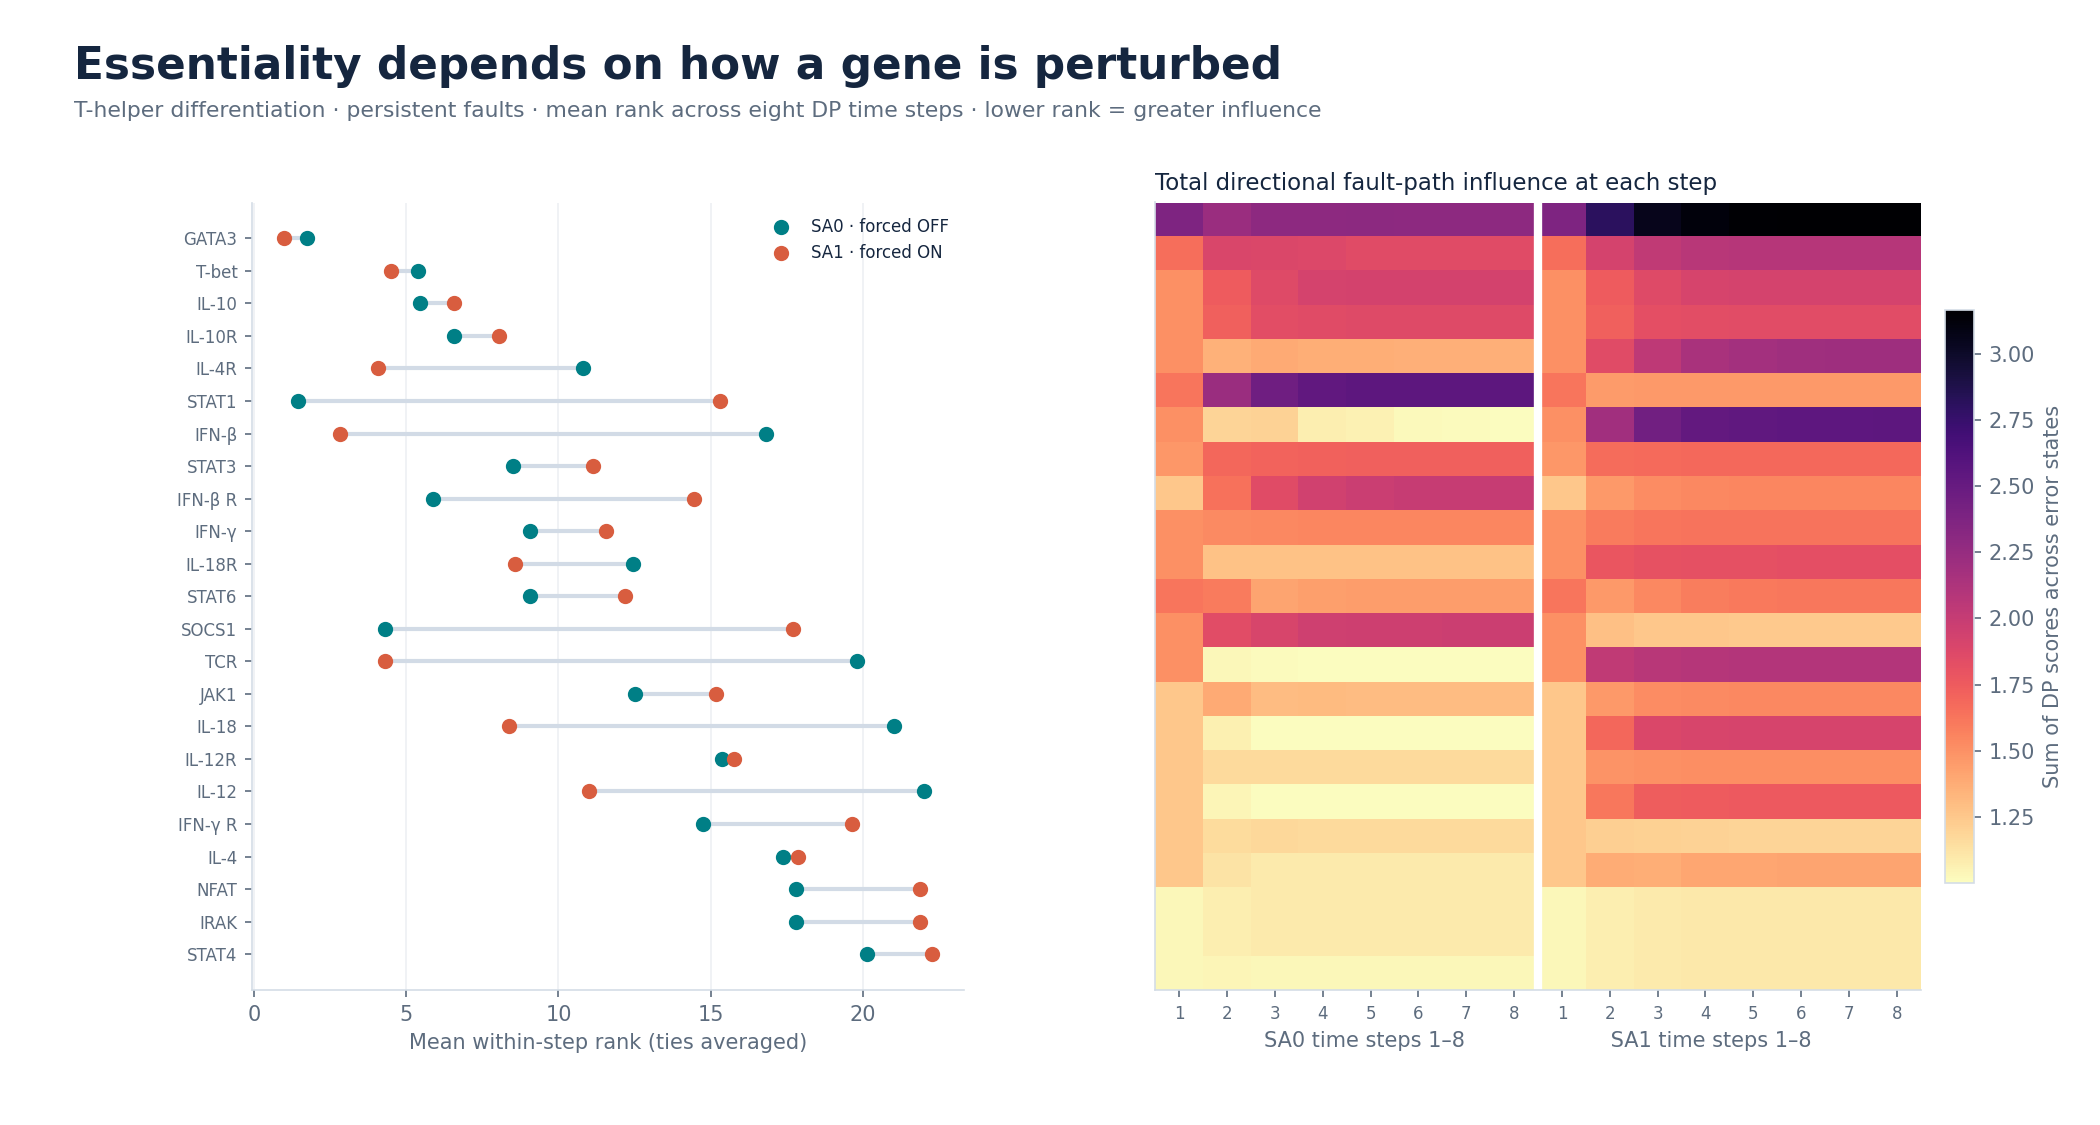 Essentiality depends on how a gene is perturbed
T-helper differentiation · persistent faults · mean rank across eight DP time steps · lower rank = greater influence
SA0 · forced OFF
SA1 · forced ON
GATA3
T-bet
IL-10
IL-10R
IL-4R
STAT1
IFN-β
STAT3
IFN-β R
IFN-γ
IL-18R
STAT6
SOCS1
TCR
JAK1
IL-18
IL-12R
IL-12
IFN-γ R
IL-4
NFAT
IRAK
STAT4
0 5 10 15 20
Mean within-step rank (ties averaged)
Total directional fault-path influence at each step
1 2 3 4 5 6 7 8 1 2 3 4 5 6 7 8
SA0 time steps 1–8
SA1 time steps 1–8
3.00
2.75
2.50
2.25
2.00
1.75
1.50
1.25
Sum of DP scores across error states